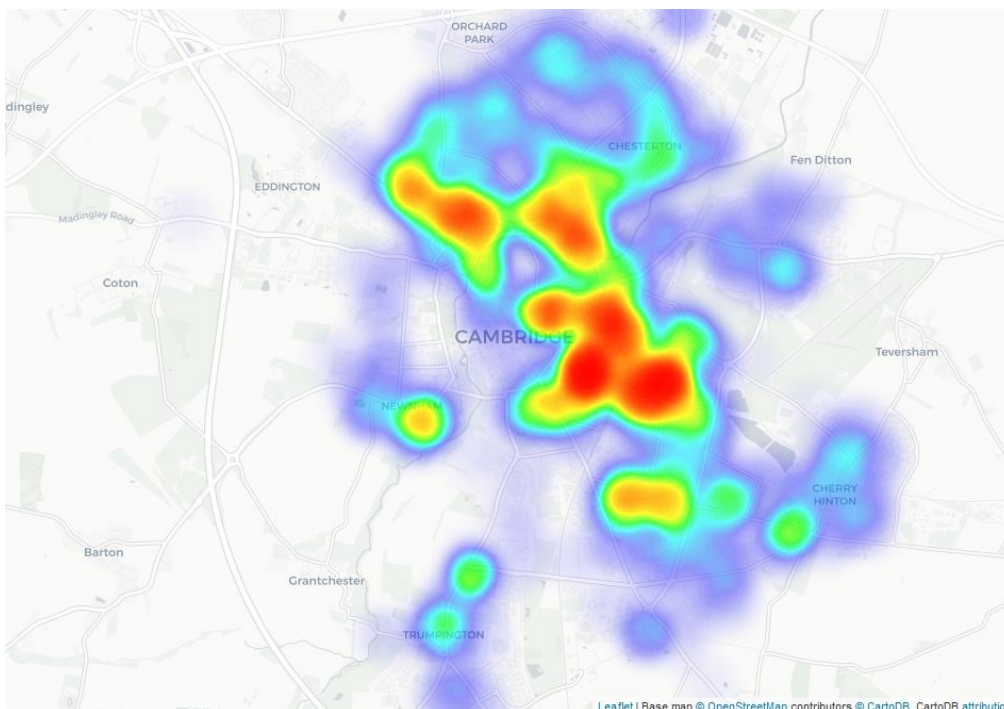 ORCHARD
PARK
dingley
CHESTERTON
Fen Ditton
EDDINGTON
Madingley Road
Coton
CAMBRIDGE
Teversham
NEWNHAM
CHERRY
HINTON
Barton
Grantchester
TRUMPINGTON
Leaflet | Base map © OpenStreetMap contributors © CartoDB, CartoDB attributio